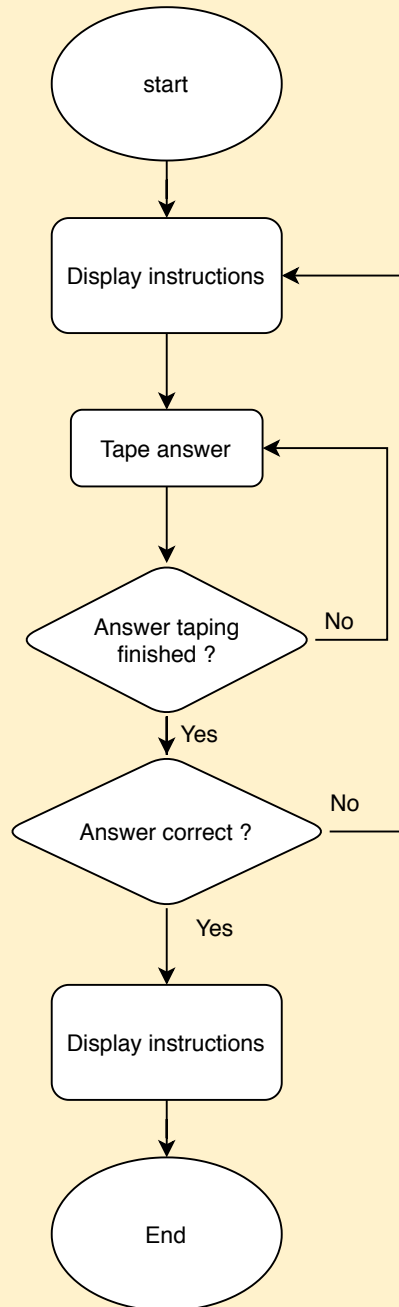 start
Display instructions
Tape answer
Answer taping
finished ?
No
Yes
Answer correct ?
No
Yes
Display instructions
End